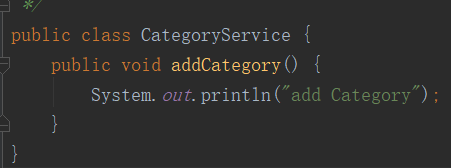 */
public class CategoryService {
    public void addCategory() {
        System.out.println("add Category");
    }
}